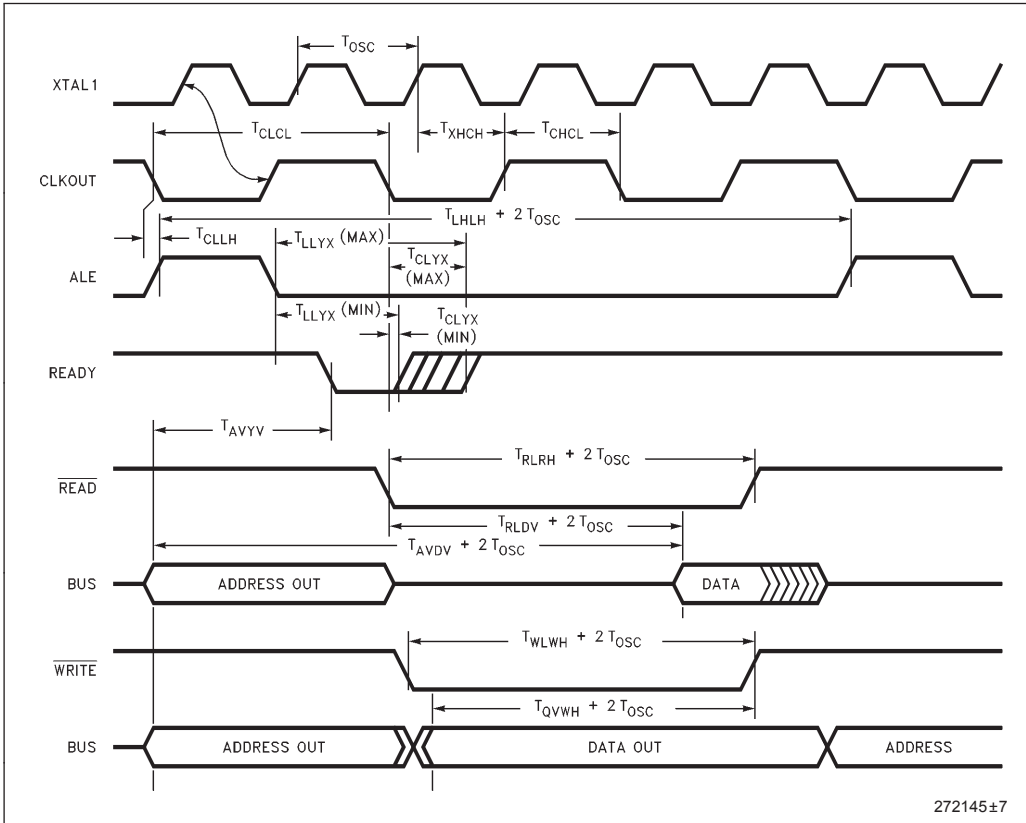 T_OSC
XTAL1
T_CLCL
T_XHCH
T_CHCL
CLKOUT
T_LHLH + 2 T_OSC
T_CLLH
T_LLYX (MAX)
T_CLYX
(MAX)
ALE
T_LLYX (MIN)
T_CLYX
(MIN)
READY
T_AVYV
T_RLRH + 2 T_OSC
READ
T_RLDV + 2 T_OSC
T_AVDV + 2 T_OSC
BUS
ADDRESS OUT
DATA
T_WLWH + 2 T_OSC
WRITE
T_QVWH + 2 T_OSC
BUS
ADDRESS OUT
DATA OUT
ADDRESS
272145±7